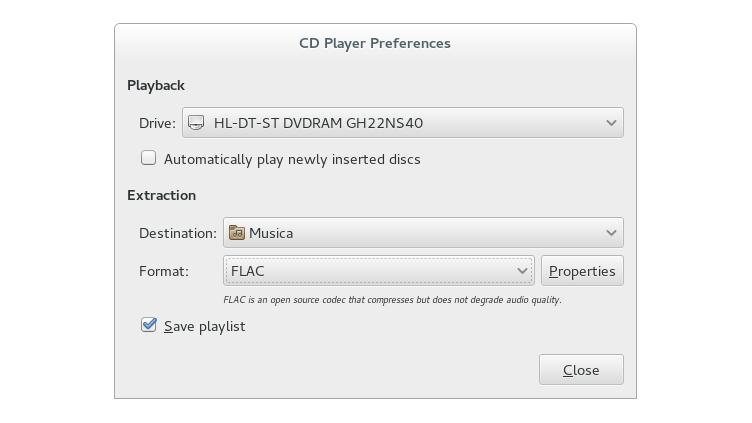 CD Player Preferences
Playback
Drive: HL-DT-ST DVDRAM GH22NS40
Automatically play newly inserted discs
Extraction
Destination: Musica
Format: FLAC Properties
FLAC is an open source codec that compresses but does not degrade audio quality.
Save playlist
Close